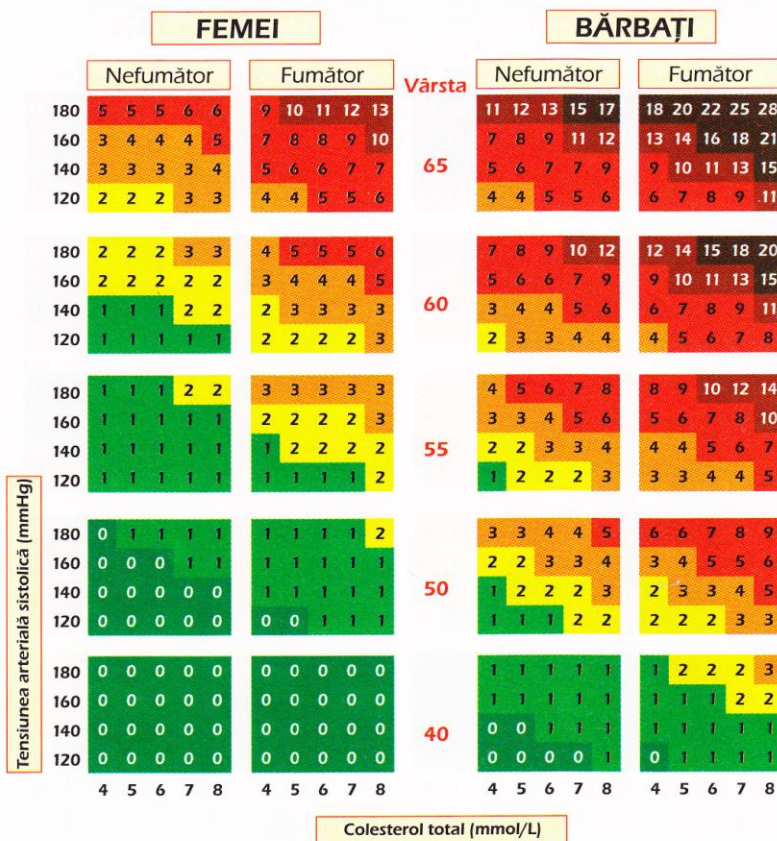 FEMEI BĂRBAȚI
Nefumător Fumător Vârsta Nefumător Fumător
180 5 5 5 6 6 9 10 11 12 13 11 12 13 15 17 18 20 22 25 28
160 3 4 4 4 5 7 8 8 9 10 7 8 9 11 12 13 14 16 18 21
65
140 3 3 3 3 4 5 6 6 7 7 5 6 7 7 9 9 10 11 13 15
120 2 2 2 3 3 4 4 5 5 6 4 4 5 5 6 6 7 8 9 11
180 2 2 2 3 3 4 5 5 5 6 7 8 9 10 12 12 14 15 18 20
160 2 2 2 2 2 3 4 4 4 5 5 6 6 7 9 9 10 11 13 15
60
140 1 1 1 2 2 2 3 3 3 3 3 4 4 5 6 6 7 8 9 11
120 1 1 1 1 1 2 2 2 2 3 2 3 3 4 4 4 5 6 7 8
180 1 1 1 2 2 3 3 3 3 3 4 5 6 7 8 8 9 10 12 14
160 1 1 1 1 1 2 2 2 2 3 3 3 4 5 6 5 6 7 8 10
55
140 1 1 1 1 1 1 2 2 2 2 2 2 3 3 4 4 4 5 6 7
120 1 1 1 1 1 1 1 1 1 2 1 2 2 2 3 3 3 4 4 5
180 0 1 1 1 1 1 1 1 1 2 3 3 4 4 5 6 6 7 8 9
160 0 0 0 1 1 1 1 1 1 1 2 2 3 3 4 3 4 5 5 6
50
140 0 0 0 0 0 1 1 1 1 1 1 2 2 2 3 2 3 3 4 5
120 0 0 0 0 0 0 0 1 1 1 1 1 1 2 2 2 2 2 3 3
180 0 0 0 0 0 0 0 0 0 0 1 1 1 1 1 1 2 2 2 3
160 0 0 0 0 0 0 0 0 0 0 1 1 1 1 1 1 1 1 2 2
40
140 0 0 0 0 0 0 0 0 0 0 0 0 1 1 1 1 1 1 1 1
120 0 0 0 0 0 0 0 0 0 0 0 0 0 0 1 0 1 1 1 1
4 5 6 7 8 4 5 6 7 8 4 5 6 7 8 4 5 6 7 8
Tensiunea arterială sistolică (mmHg)
Colesterol total (mmol/L)